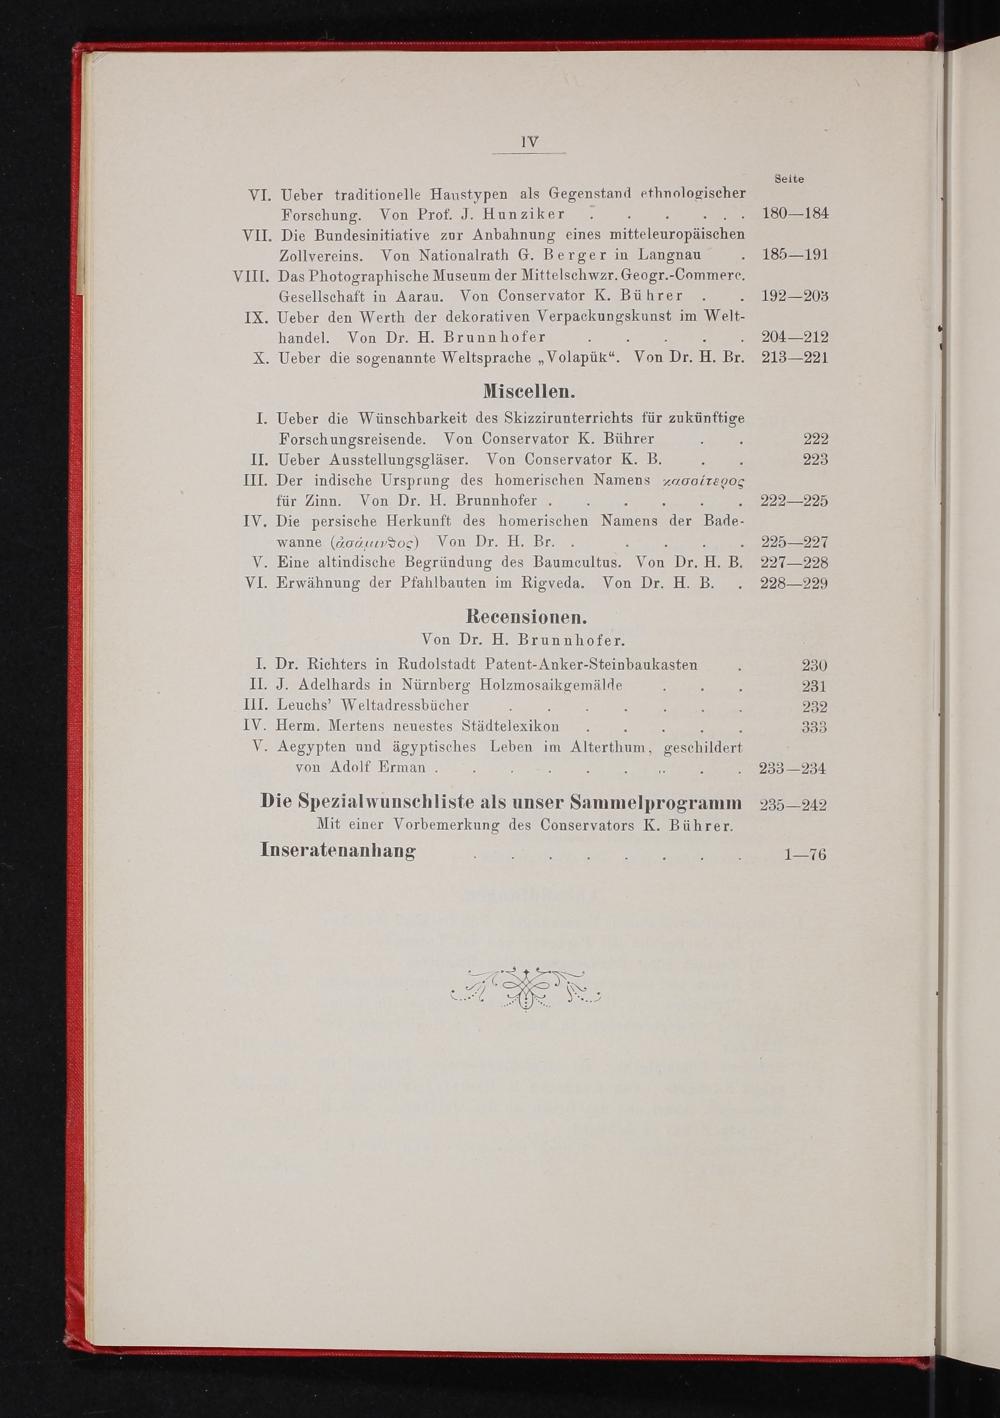 IV
Seite
VI. Ueber traditionelle Haustypen als Gegenstand ethnologischer
Forschung. Von Prof. J. Hunziker . . . . . . 180—184
VII. Die Bundesinitiative zur Anbahnung eines mitteleuropäischen
Zollvereins. Von Nationalrath G. Berger in Langnau . 185—191
VIII. Das Photographische Museum der Mittelschwzr. Geogr.-Commerc.
Gesellschaft in Aarau. Von Conservator K. Bührer . . 192—203
IX. Ueber den Werth der dekorativen Verpackungskunst im Welt-
handel. Von Dr. H. Brunnhofer . . . . . 204—212
X. Ueber die sogenannte Weltsprache „Volapük“. Von Dr. H. Br. 213—221
Miscellen.
I. Ueber die Wünschbarkeit des Skizzirunterrichts für zukünftige
Forschungsreisende. Von Conservator K. Bührer . . 222
II. Ueber Ausstellungsgläser. Von Conservator K. B. . . 223
III. Der indische Ursprung des homerischen Namens κασσίτερος
für Zinn. Von Dr. H. Brunnhofer . . . . . . 222—225
IV. Die persische Herkunft des homerischen Namens der Bade-
wanne (ἀσάμινϑος) Von Dr. H. Br. . . . . . 225—227
V. Eine altindische Begründung des Baumcultus. Von Dr. H. B. 227—228
VI. Erwähnung der Pfahlbauten im Rigveda. Von Dr. H. B. . 228—229
Recensionen.
Von Dr. H. Brunnhofer.
I. Dr. Richters in Rudolstadt Patent-Anker-Steinbaukasten . 230
II. J. Adelhards in Nürnberg Holzmosaikgemälde . . . 231
III. Leuchs’ Weltadressbücher . . . . . . . 232
IV. Herm. Mertens neuestes Städtelexikon . . . . . 333
V. Aegypten und ägyptisches Leben im Alterthum, geschildert
von Adolf Erman . . . . . . . . . 233—234
Die Spezialwunschliste als unser Sammelprogramm 235—242
Mit einer Vorbemerkung des Conservators K. Bührer.
Inseratenanhang . . . . . . . . 1—76